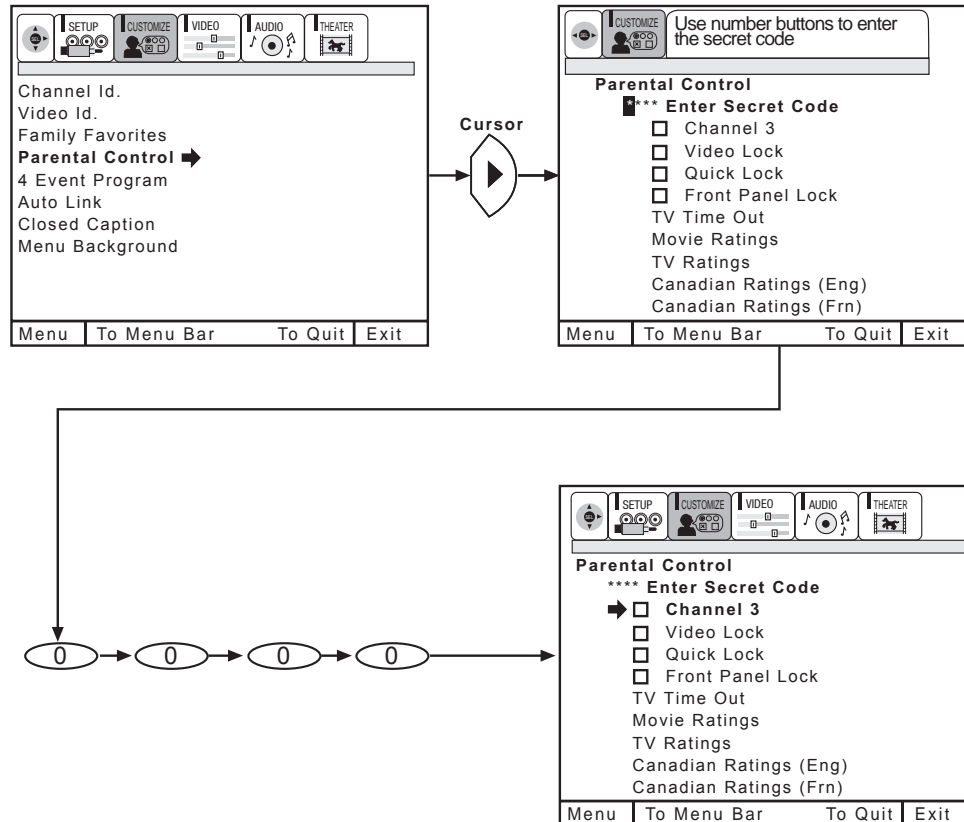 SETUP CUSTOMIZE VIDEO AUDIO THEATER
SEL
Channel Id.
Video Id.
Family Favorites
Parental Control
4 Event Program
Auto Link
Closed Caption
Menu Background
Menu To Menu Bar To Quit Exit
Cursor
SEL
CUSTOMIZE
Use number buttons to enter
the secret code
Parental Control
**** Enter Secret Code
Channel 3
Video Lock
Quick Lock
Front Panel Lock
TV Time Out
Movie Ratings
TV Ratings
Canadian Ratings (Eng)
Canadian Ratings (Frn)
Menu To Menu Bar To Quit Exit
0 0 0 0
SETUP CUSTOMIZE VIDEO AUDIO THEATER
SEL
Parental Control
**** Enter Secret Code
Channel 3
Video Lock
Quick Lock
Front Panel Lock
TV Time Out
Movie Ratings
TV Ratings
Canadian Ratings (Eng)
Canadian Ratings (Frn)
Menu To Menu Bar To Quit Exit